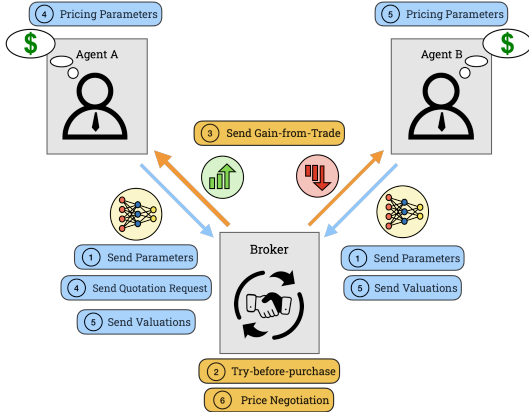 4 Pricing Parameters
5 Pricing Parameters
$
$
Agent A
Agent B
3 Send Gain-from-Trade
Broker
1 Send Parameters
4 Send Quotation Request
5 Send Valuations
1 Send Parameters
5 Send Valuations
2 Try-before-purchase
6 Price Negotiation